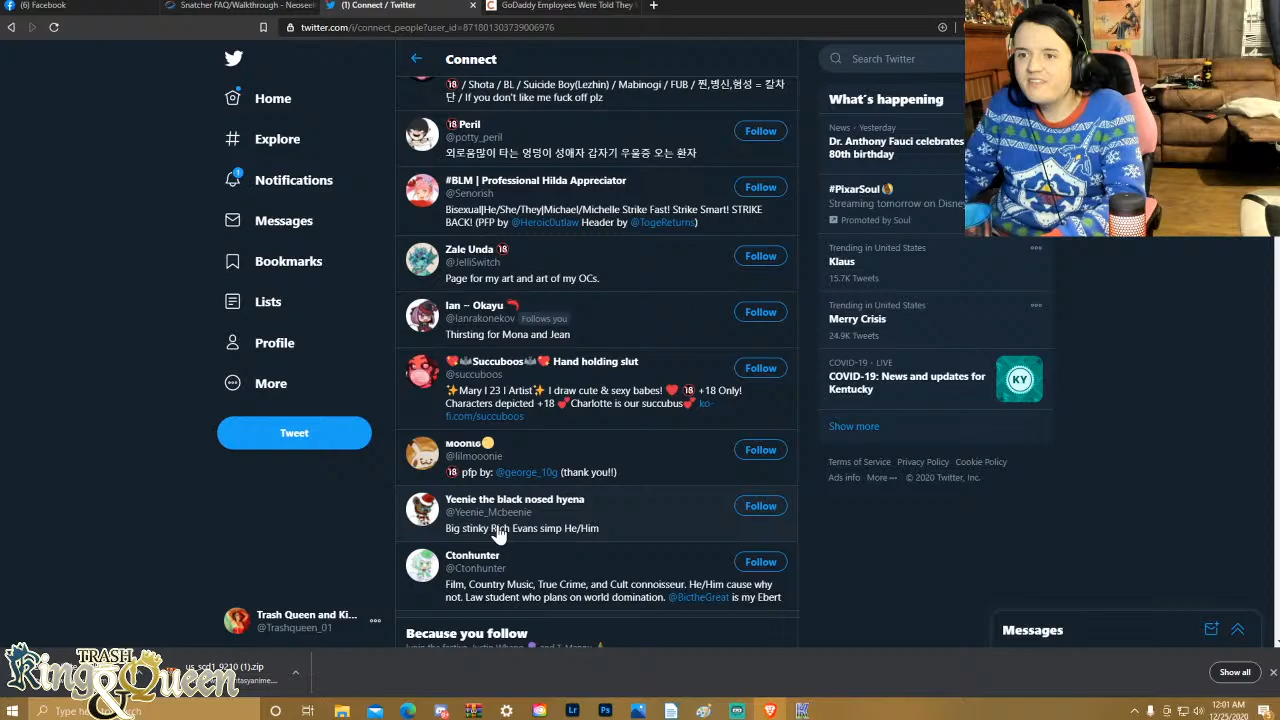 (6) Facebook
Snatcher FAQ/Walkthrough - Neosei
(1) Connect / Twitter
GoDaddy Employees Were Told They
twitter.com/i/connect_people?user_id=871801303739006976
Home
Explore
1
Notifications
Messages
Bookmarks
Lists
Profile
More
Tweet
Trash Queen and Ki...
@Trashqueen_01
Connect
🔞 / Shota / BL / Suicide Boy(Lezhin) / Mabinogi / FUB / 찐,병신,혐성 = 칼차
단 / If you don't like me fuck off plz
🔞Peril
@potty_peril
Follow
외로움많이 타는 엉덩이 성애자 갑자기 우울증 오는 환자
#BLM | Professional Hilda Appreciator
@Senorish
Follow
Bisexual|He/She/They|Michael/Michelle Strike Fast! Strike Smart! STRIKE
BACK! (PFP by @Heroic0utlaw Header by @TogeReturns)
Zale Unda 🔞
@JelliSwitch
Follow
Page for my art and art of my OCs.
Ian -- Okayu 🦐
@Ianrakonekov Follows you
Follow
Thirsting for Mona and Jean
💖🦇Succuboos🦇💖 Hand holding slut
@succuboos
Follow
✨Mary I 23 I Artist✨ I draw cute & sexy babes! ❤️ 🔞 +18 Only!
Characters depicted +18 💕Charlotte is our succubus💕 ko-
fi.com/succuboos
ᴍooɴιɢ🌕
@lilmooonie
Follow
🔞 pfp by: @george_10g (thank you!!)
Yeenie the black nosed hyena
@Yeenie_Mcbeenie
Follow
Big stinky Rich Evans simp He/Him
Ctonhunter
@Ctonhunter
Follow
Film, Country Music, True Crime, and Cult connoisseur. He/Him cause why
not. Law student who plans on world domination. @BictheGreat is my Ebert
Because you follow
Search Twitter
What's happening
News · Yesterday
Dr. Anthony Fauci celebrates
80th birthday
#PixarSoul
Streaming tomorrow on Disne
Promoted by Soul
Trending in United States
Klaus
15.7K Tweets
Trending in United States
Merry Crisis
24.9K Tweets
COVID-19 · LIVE
COVID-19: News and updates for
Kentucky
KY
Show more
Terms of Service Privacy Policy Cookie Policy
Ads info More ••• © 2020 Twitter, Inc.
Messages
TRASH
King & Queen
us_scd1_9210 (1).zip
Show all
Type here to
12:01 AM
12/25/2020